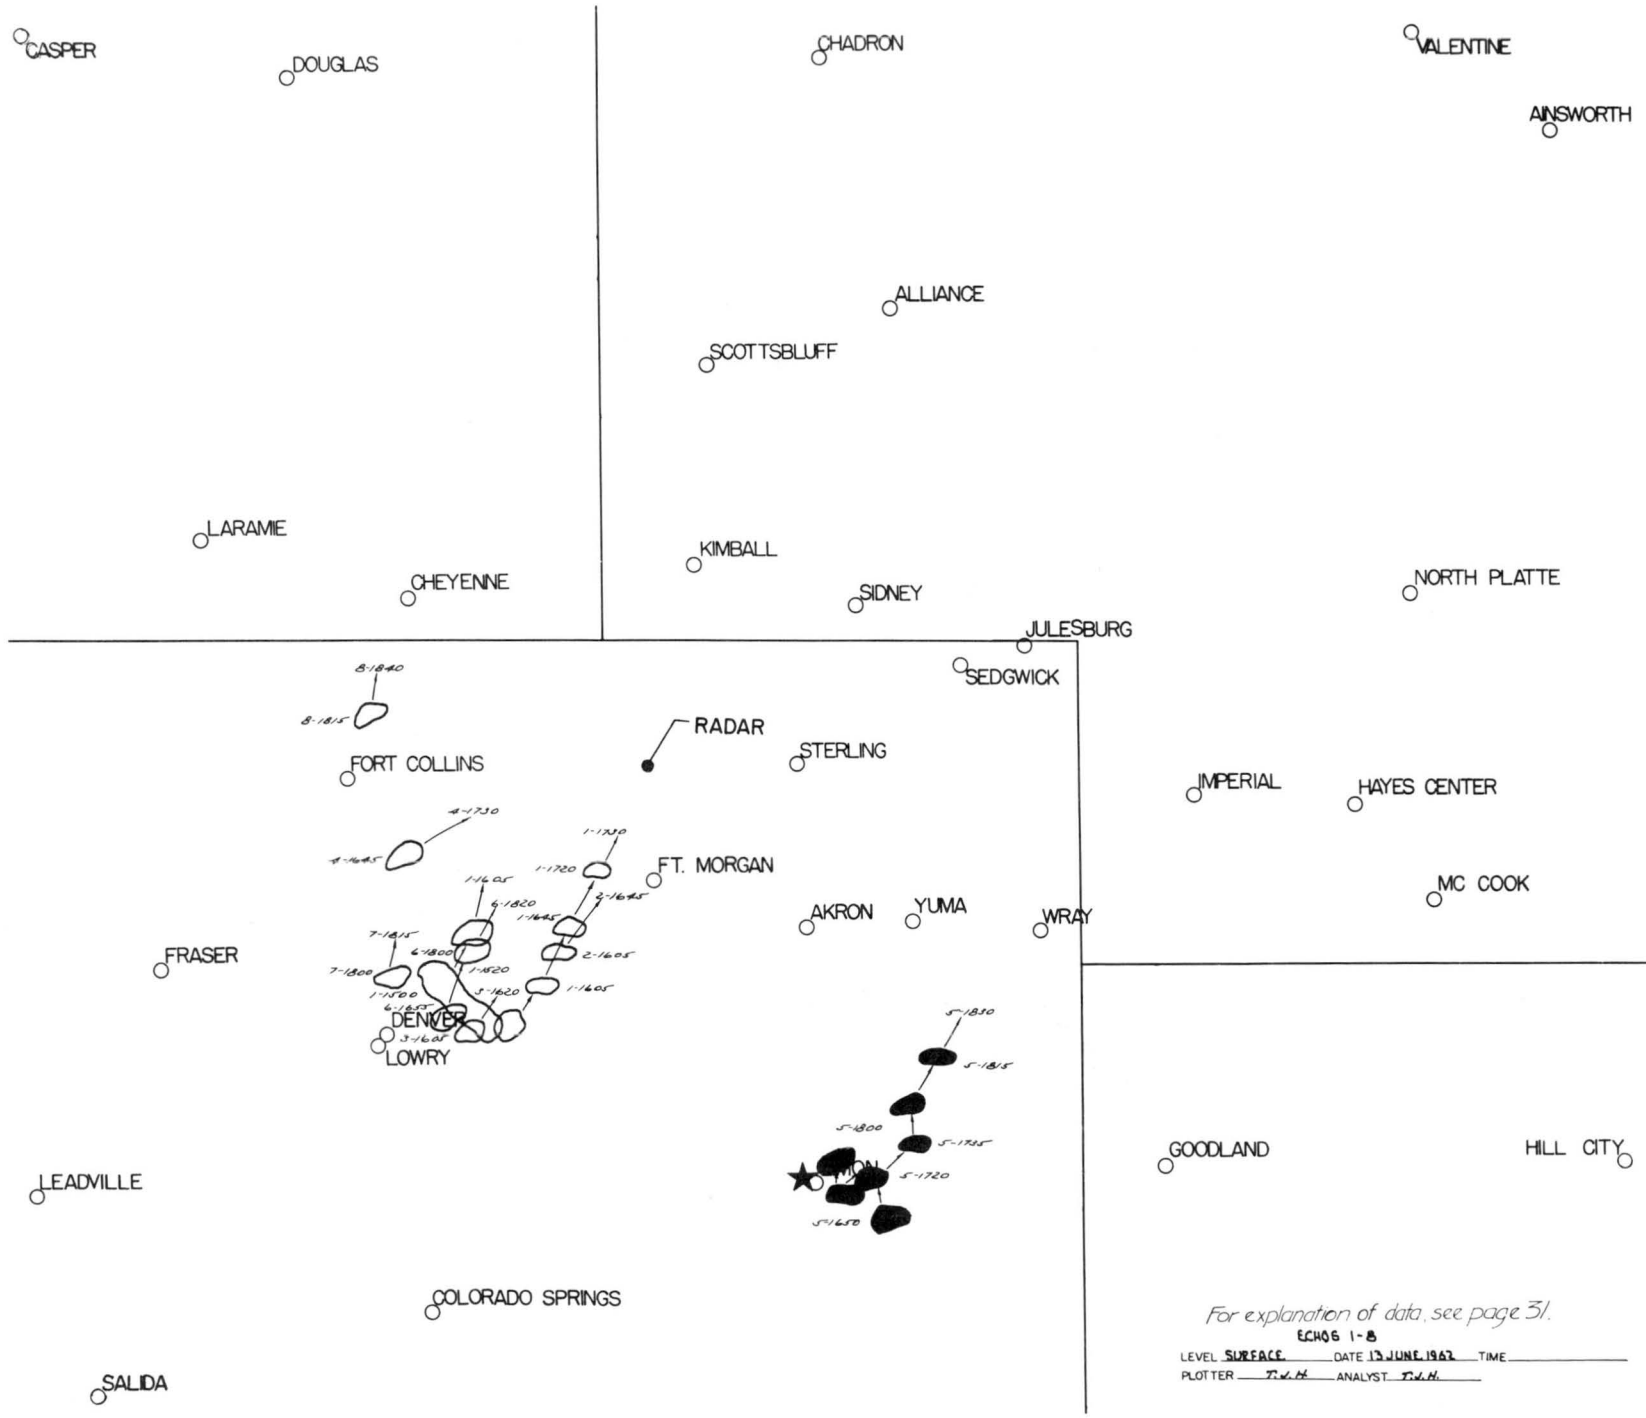 CASPER
DOUGLAS
CHADRON
VALENTINE
AINSWORTH
ALLIANCE
SCOTTSBLUFF
LARAMIE
KIMBALL
CHEYENNE
SIDNEY
NORTH PLATTE
JULESBURG
SEDGWICK
8-1840
8-1815
RADAR
STERLING
FORT COLLINS
IMPERIAL
HAYES CENTER
4-1730
4-1645
1-1730
1-1720
FT. MORGAN
1-1605
2-1645
6-1820
1-1645
MC COOK
AKRON
YUMA
WRAY
7-1815
6-1800
2-1605
FRASER
7-1800
1-1520
1-1500
3-1620
1-1605
6-1655
DENVER
3-1605
LOWRY
5-1830
5-1815
5-1800
5-1735
GOODLAND
HILL CITY
5-1720
LEADVILLE
5-1650
COLORADO SPRINGS
For explanation of data, see page 31.
ECHOS 1-8
LEVEL SURFACE DATE 13 JUNE 1962 TIME
PLOTTER T.J.H. ANALYST T.J.H.
SALIDA